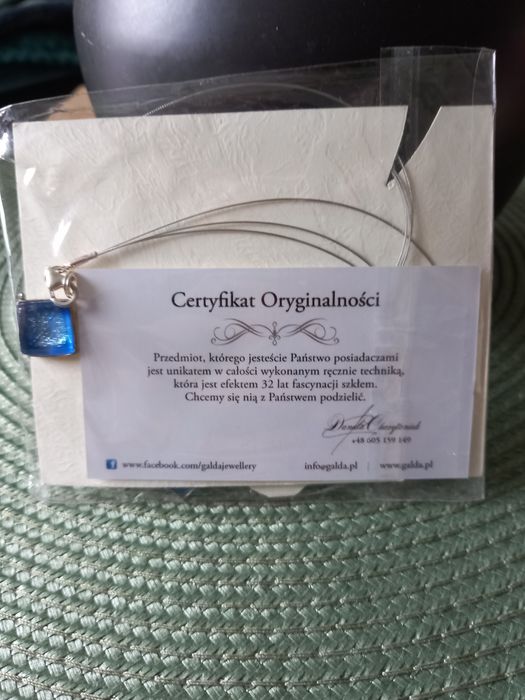 Certyfikat Oryginalności
Przedmiot, którego jesteście Państwo posiadaczami
jest unikatem w całości wykonanym ręcznie techniką,
która jest efektem 32 lat fascynacji szkłem.
Chcemy się nią z Państwem podzielić.
+48 605 159 149
www.facebook.com/galdajewellery info@galda.pl | www.galda.pl